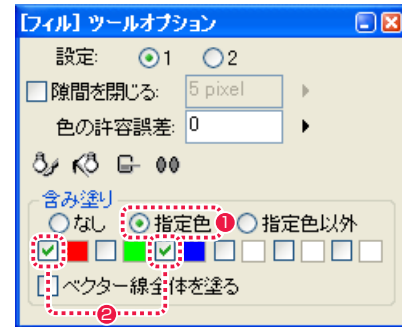 [フィル] ツールオプション
設定: 1 2
隙間を閉じる: 5 pixel
色の許容誤差: 0
含み塗り
なし 指定色 1 指定色以外
ベクター線全体を塗る
2